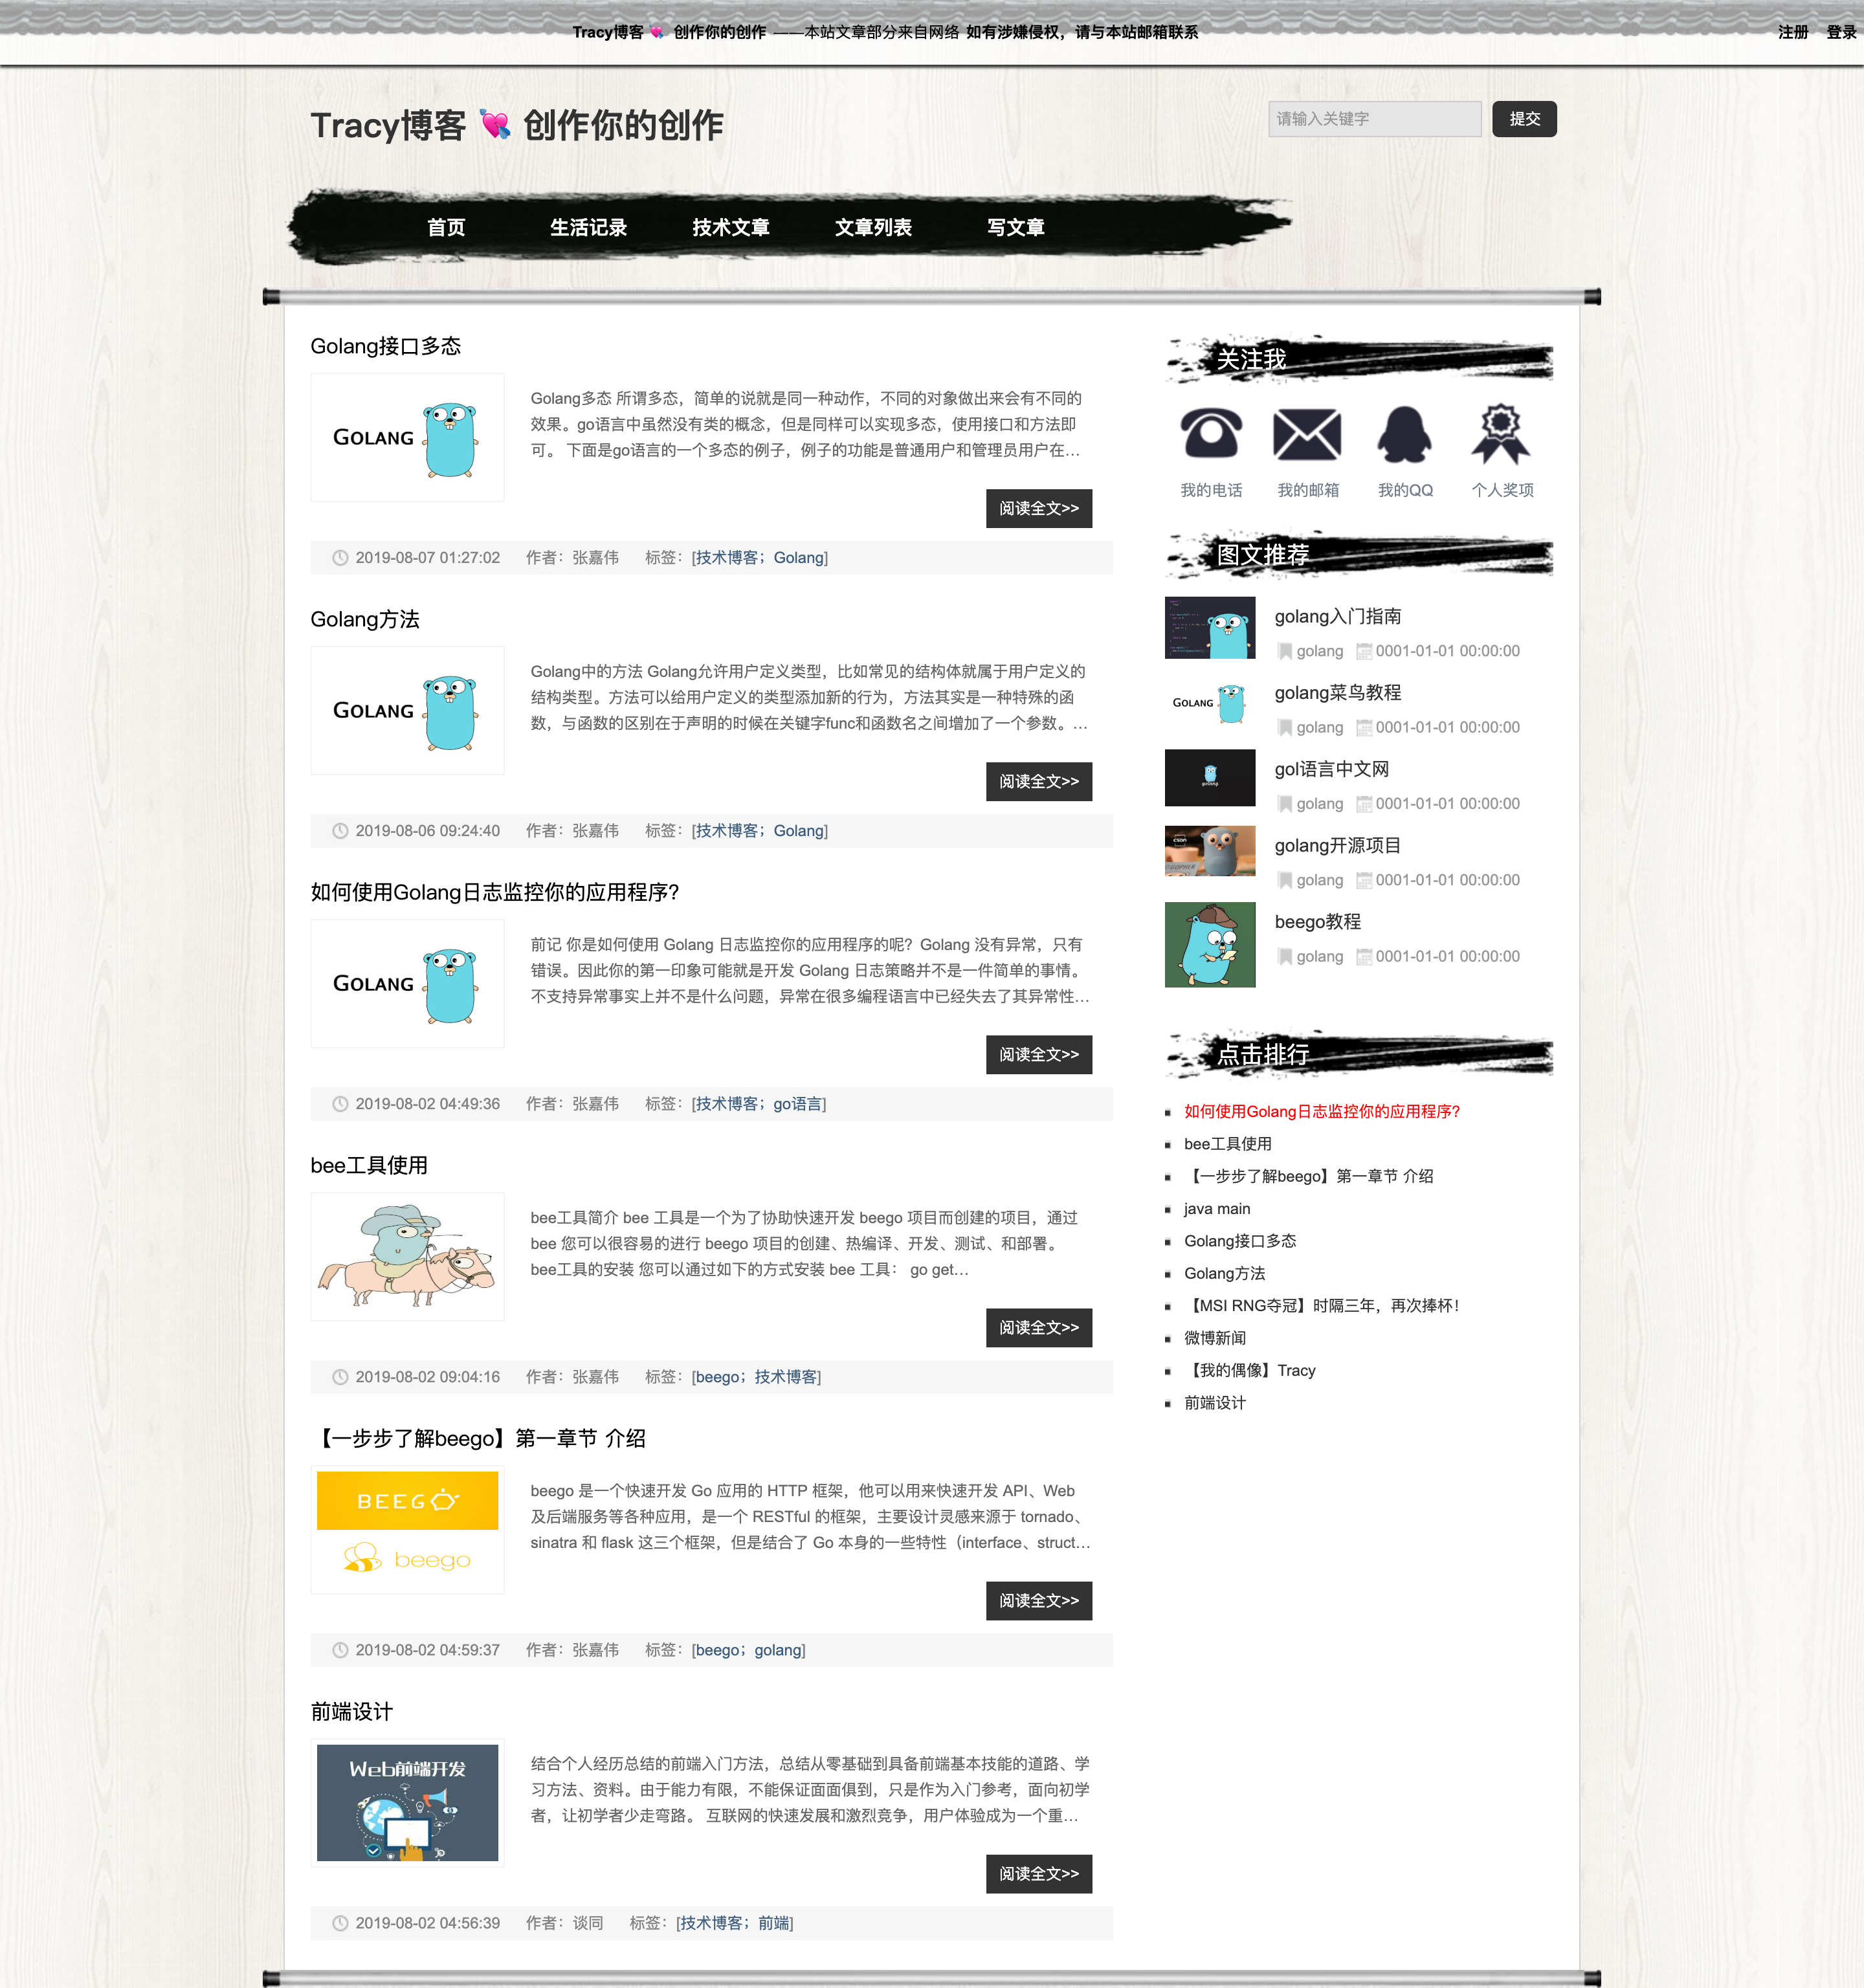 Tracy博客 💘 创作你的创作 ——本站文章部分来自网络 如有涉嫌侵权，请与本站邮箱联系
注册 登录
Tracy博客 💘 创作你的创作
请输入关键字 提交
首页 生活记录 技术文章 文章列表 写文章
Golang接口多态
GOLANG
Golang多态 所谓多态，简单的说就是同一种动作，不同的对象做出来会有不同的
效果。go语言中虽然没有类的概念，但是同样可以实现多态，使用接口和方法即
可。 下面是go语言的一个多态的例子，例子的功能是普通用户和管理员用户在...
阅读全文>>
2019-08-07 01:27:02 作者：张嘉伟 标签：[技术博客；Golang]
Golang方法
GOLANG
Golang中的方法 Golang允许用户定义类型，比如常见的结构体就属于用户定义的
结构类型。方法可以给用户定义的类型添加新的行为，方法其实是一种特殊的函
数，与函数的区别在于声明的时候在关键字func和函数名之间增加了一个参数。...
阅读全文>>
2019-08-06 09:24:40 作者：张嘉伟 标签：[技术博客；Golang]
如何使用Golang日志监控你的应用程序?
GOLANG
前记 你是如何使用 Golang 日志监控你的应用程序的呢？Golang 没有异常，只有
错误。因此你的第一印象可能就是开发 Golang 日志策略并不是一件简单的事情。
不支持异常事实上并不是什么问题，异常在很多编程语言中已经失去了其异常性...
阅读全文>>
2019-08-02 04:49:36 作者：张嘉伟 标签：[技术博客；go语言]
bee工具使用
bee工具简介 bee 工具是一个为了协助快速开发 beego 项目而创建的项目，通过
bee 您可以很容易的进行 beego 项目的创建、热编译、开发、测试、和部署。
bee工具的安装 您可以通过如下的方式安装 bee 工具： go get...
阅读全文>>
2019-08-02 09:04:16 作者：张嘉伟 标签：[beego；技术博客]
【一步步了解beego】第一章节 介绍
BEEGO
beego
beego 是一个快速开发 Go 应用的 HTTP 框架，他可以用来快速开发 API、Web
及后端服务等各种应用，是一个 RESTful 的框架，主要设计灵感来源于 tornado、
sinatra 和 flask 这三个框架，但是结合了 Go 本身的一些特性（interface、struct...
阅读全文>>
2019-08-02 04:59:37 作者：张嘉伟 标签：[beego；golang]
前端设计
Web前端开发
结合个人经历总结的前端入门方法，总结从零基础到具备前端基本技能的道路、学
习方法、资料。由于能力有限，不能保证面面俱到，只是作为入门参考，面向初学
者，让初学者少走弯路。 互联网的快速发展和激烈竞争，用户体验成为一个重...
阅读全文>>
2019-08-02 04:56:39 作者：谈同 标签：[技术博客；前端]
关注我
我的电话 我的邮箱 我的QQ 个人奖项
图文推荐
golang入门指南
golang 0001-01-01 00:00:00
GOLANG
golang菜鸟教程
golang 0001-01-01 00:00:00
gol语言中文网
golang 0001-01-01 00:00:00
golang开源项目
golang 0001-01-01 00:00:00
beego教程
golang 0001-01-01 00:00:00
点击排行
如何使用Golang日志监控你的应用程序?
bee工具使用
【一步步了解beego】第一章节 介绍
java main
Golang接口多态
Golang方法
【MSI RNG夺冠】时隔三年，再次捧杯！
微博新闻
【我的偶像】Tracy
前端设计